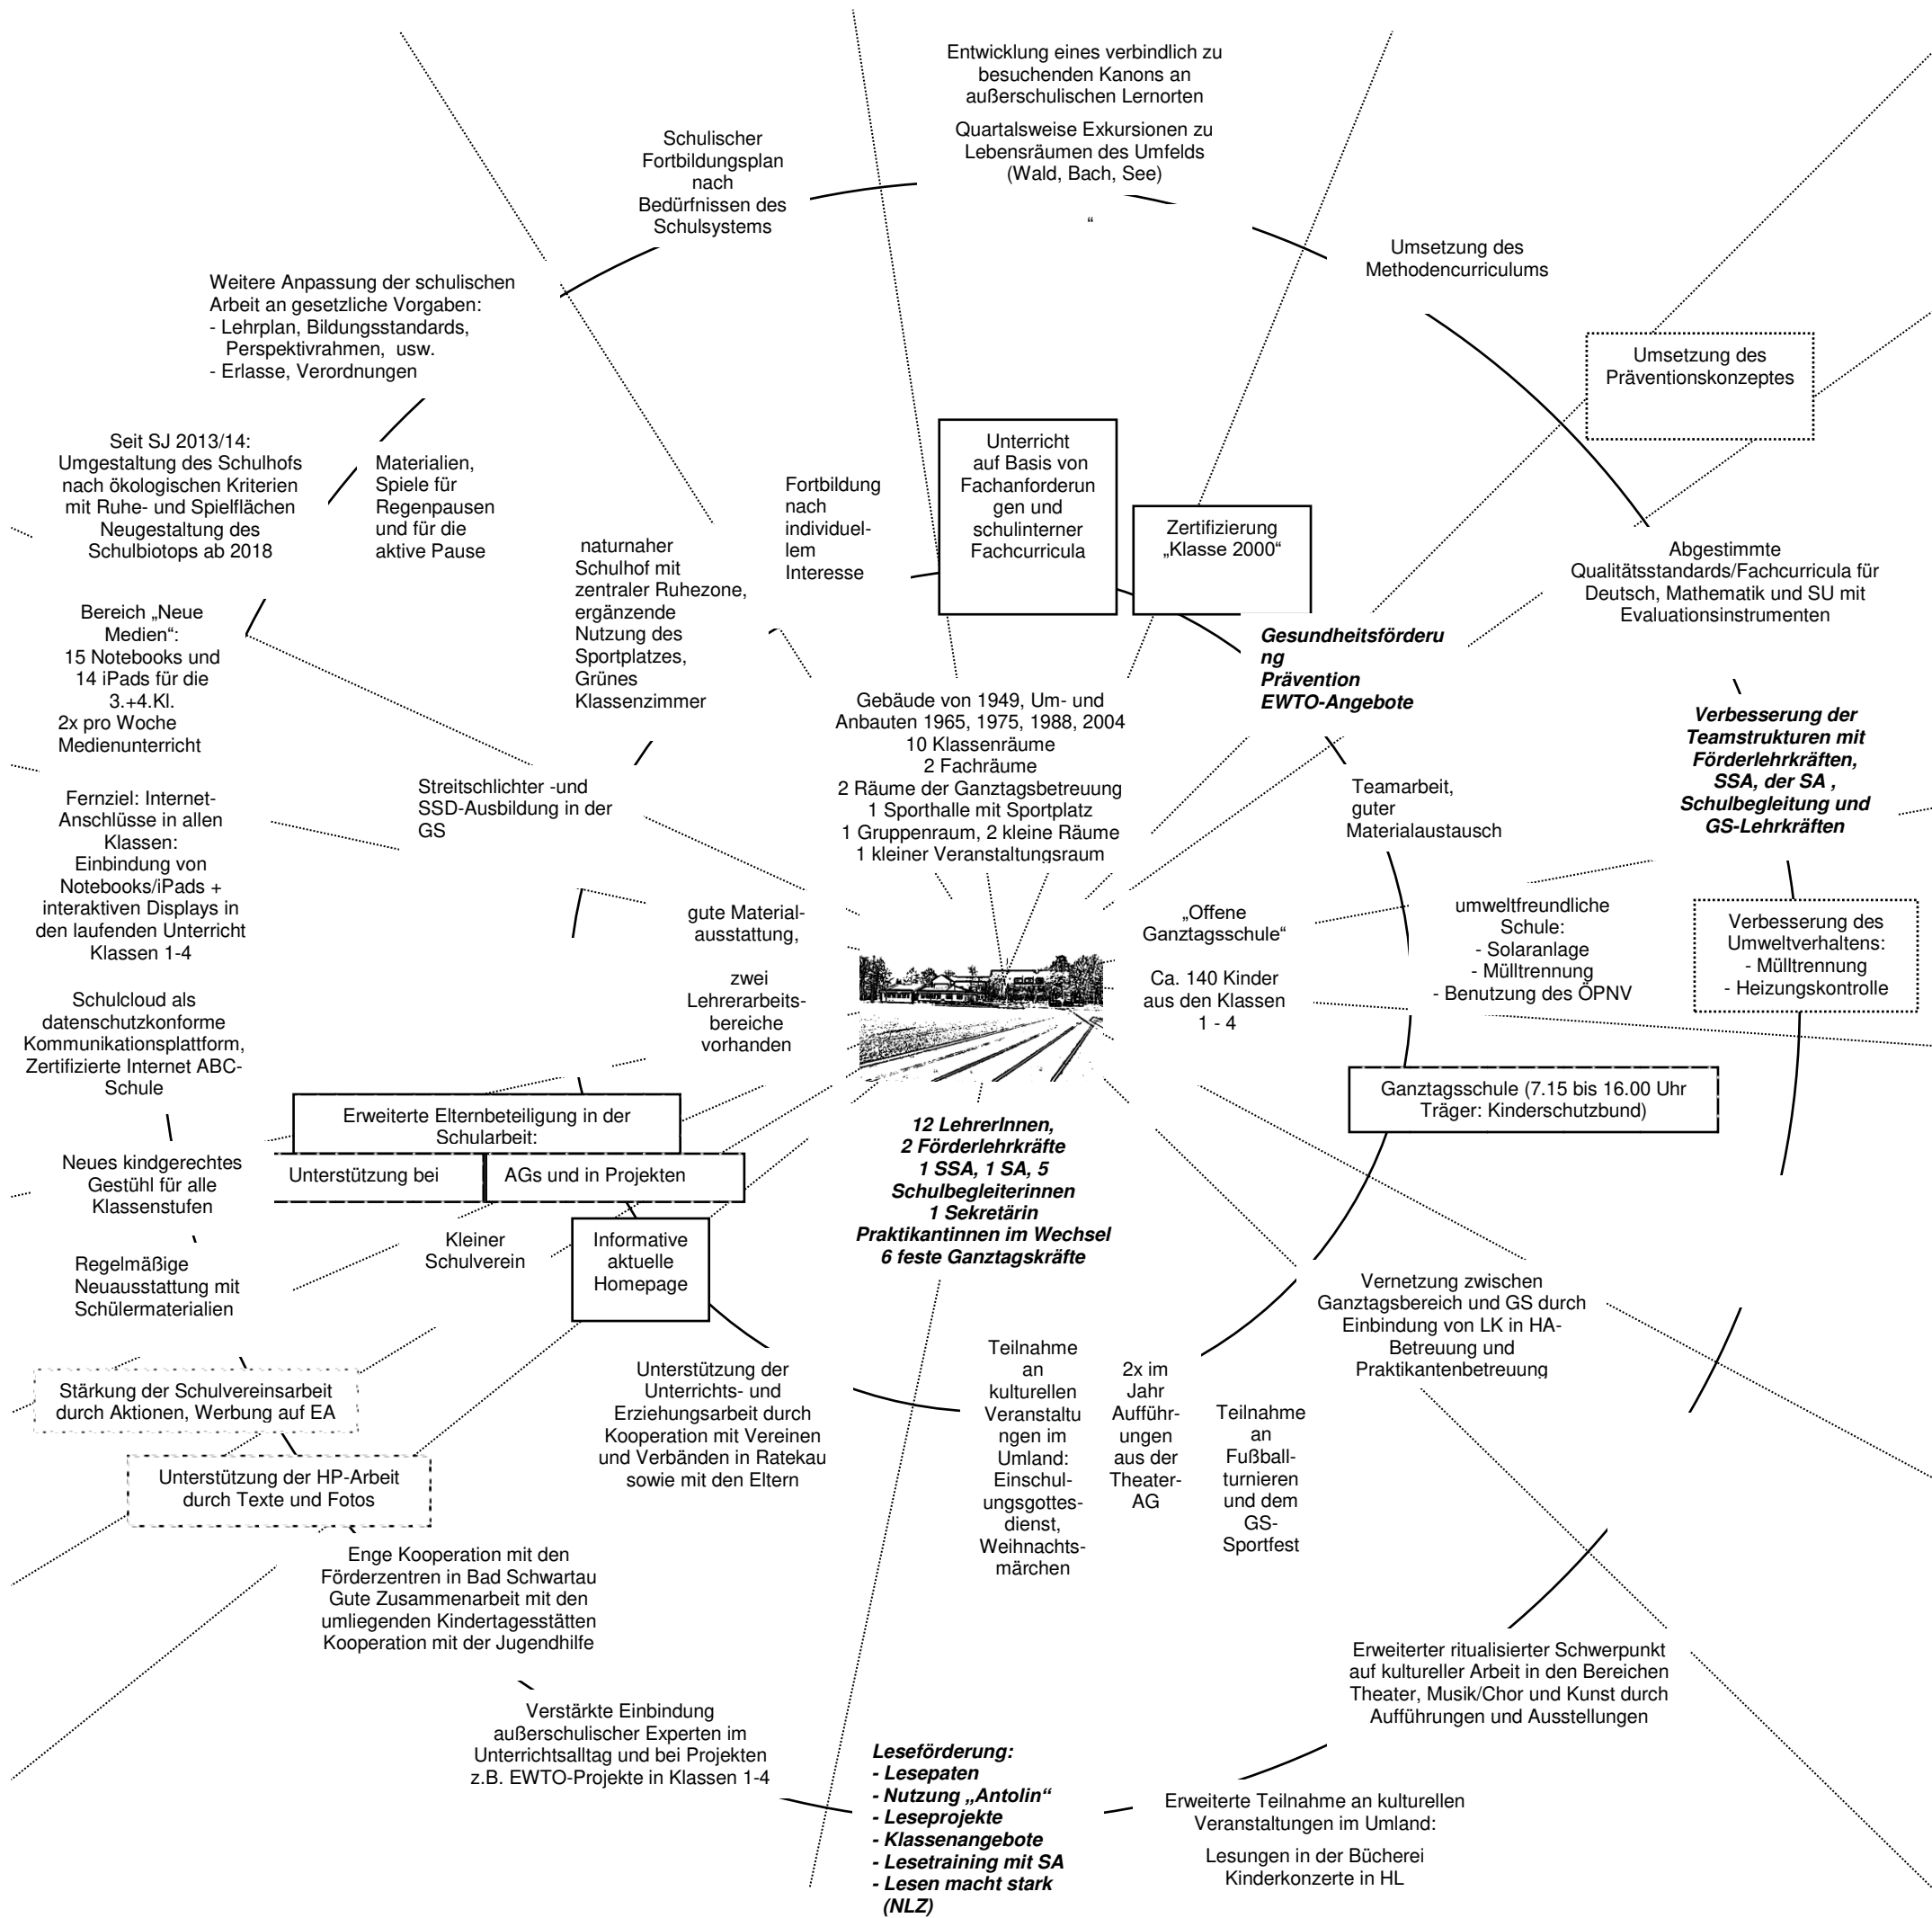 Entwicklung eines verbindlich zu
besuchenden Kanons an
außerschulischen Lernorten
Quartalsweise Exkursionen zu
Lebensräumen des Umfelds
(Wald, Bach, See)
“
Schulischer
Fortbildungsplan
nach
Bedürfnissen des
Schulsystems
Umsetzung des
Methodencurriculums
Weitere Anpassung der schulischen
Arbeit an gesetzliche Vorgaben:
- Lehrplan, Bildungsstandards,
Perspektivrahmen, usw.
- Erlasse, Verordnungen
Umsetzung des
Präventionskonzeptes
Seit SJ 2013/14:
Umgestaltung des Schulhofs
nach ökologischen Kriterien
mit Ruhe- und Spielflächen
Neugestaltung des
Schulbiotops ab 2018
Materialien,
Spiele für
Regenpausen
und für die
aktive Pause
naturnaher
Schulhof mit
zentraler Ruhezone,
ergänzende
Nutzung des
Sportplatzes,
Grünes
Klassenzimmer
Fortbildung
nach
individuel-
lem
Interesse
Unterricht
auf Basis von
Fachanforderun
gen und
schulinterner
Fachcurricula
Zertifizierung
„Klasse 2000“
Abgestimmte
Qualitätsstandards/Fachcurricula für
Deutsch, Mathematik und SU mit
Evaluationsinstrumenten
Bereich „Neue
Medien“:
15 Notebooks und
14 iPads für die
3.+4.Kl.
2x pro Woche
Medienunterricht
Gesundheitsförderu
ng
Prävention
EWTO-Angebote
Gebäude von 1949, Um- und
Anbauten 1965, 1975, 1988, 2004
10 Klassenräume
2 Fachräume
2 Räume der Ganztagsbetreuung
1 Sporthalle mit Sportplatz
1 Gruppenraum, 2 kleine Räume
1 kleiner Veranstaltungsraum
Verbesserung der
Teamstrukturen mit
Förderlehrkräften,
SSA, der SA ,
Schulbegleitung und
GS-Lehrkräften
Streitschlichter -und
SSD-Ausbildung in der
GS
Teamarbeit,
guter
Materialaustausch
Fernziel: Internet-
Anschlüsse in allen
Klassen:
Einbindung von
Notebooks/iPads +
interaktiven Displays in
den laufenden Unterricht
Klassen 1-4
gute Material-
ausstattung,
zwei
Lehrerarbeits-
bereiche
vorhanden
„Offene
Ganztagsschule“
Ca. 140 Kinder
aus den Klassen
1 - 4
umweltfreundliche
Schule:
- Solaranlage
- Mülltrennung
- Benutzung des ÖPNV
Verbesserung des
Umweltverhaltens:
- Mülltrennung
- Heizungskontrolle
Schulcloud als
datenschutzkonforme
Kommunikationsplattform,
Zertifizierte Internet ABC-
Schule
Ganztagsschule (7.15 bis 16.00 Uhr
Träger: Kinderschutzbund)
Erweiterte Elternbeteiligung in der
Schularbeit:
Unterstützung bei
AGs und in Projekten
12 LehrerInnen,
2 Förderlehrkräfte
1 SSA, 1 SA, 5
Schulbegleiterinnen
1 Sekretärin
Praktikantinnen im Wechsel
6 feste Ganztagskräfte
Neues kindgerechtes
Gestühl für alle
Klassenstufen
Kleiner
Schulverein
Informative
aktuelle
Homepage
Regelmäßige
Neuausstattung mit
Schülermaterialien
Vernetzung zwischen
Ganztagsbereich und GS durch
Einbindung von LK in HA-
Betreuung und
Praktikantenbetreuung
Stärkung der Schulvereinsarbeit
durch Aktionen, Werbung auf EA
Unterstützung der
Unterrichts- und
Erziehungsarbeit durch
Kooperation mit Vereinen
und Verbänden in Ratekau
sowie mit den Eltern
Teilnahme
an
kulturellen
Veranstaltu
ngen im
Umland:
Einschul-
ungsgottes-
dienst,
Weihnachts-
märchen
2x im
Jahr
Aufführ-
ungen
aus der
Theater-
AG
Teilnahme
an
Fußball-
turnieren
und dem
GS-
Sportfest
Unterstützung der HP-Arbeit
durch Texte und Fotos
Enge Kooperation mit den
Förderzentren in Bad Schwartau
Gute Zusammenarbeit mit den
umliegenden Kindertagesstätten
Kooperation mit der Jugendhilfe
Erweiterter ritualisierter Schwerpunkt
auf kultureller Arbeit in den Bereichen
Theater, Musik/Chor und Kunst durch
Aufführungen und Ausstellungen
Verstärkte Einbindung
außerschulischer Experten im
Unterrichtsalltag und bei Projekten
z.B. EWTO-Projekte in Klassen 1-4
Leseförderung:
- Lesepaten
- Nutzung „Antolin“
- Leseprojekte
- Klassenangebote
- Lesetraining mit SA
- Lesen macht stark
(NLZ)
Erweiterte Teilnahme an kulturellen
Veranstaltungen im Umland:
Lesungen in der Bücherei
Kinderkonzerte in HL